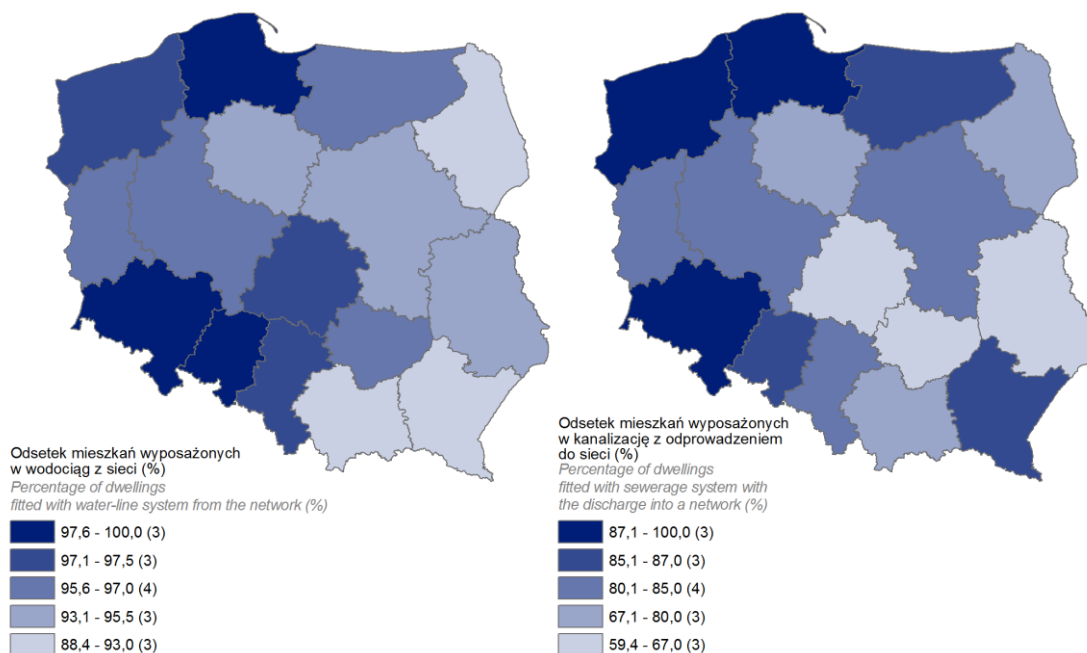 Odsetek mieszkań wyposażonych
w wodociąg z sieci (%)
Percentage of dwellings
fitted with water-line system from the network (%)
97,6 - 100,0 (3)
97,1 - 97,5 (3)
95,6 - 97,0 (4)
93,1 - 95,5 (3)
88,4 - 93,0 (3)
Odsetek mieszkań wyposażonych
w kanalizację z odprowadzeniem
do sieci (%)
Percentage of dwellings
fitted with sewerage system with
the discharge into a network (%)
87,1 - 100,0 (3)
85,1 - 87,0 (3)
80,1 - 85,0 (4)
67,1 - 80,0 (3)
59,4 - 67,0 (3)